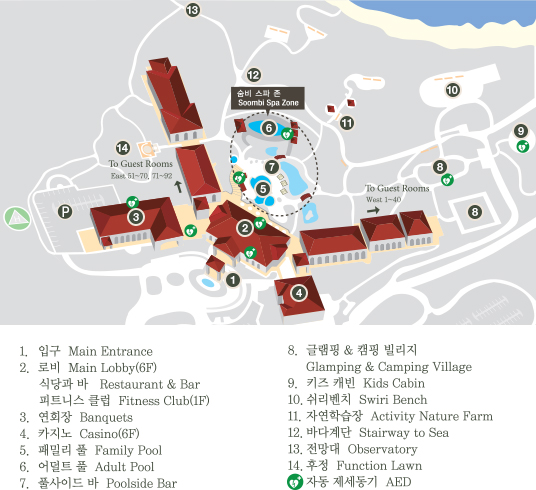 13
12
숨비 스파 존
Soombi Spa Zone
10
6
11
9
14
To Guest Rooms
East 51~70, 71~92
7
8
5
To Guest Rooms
West 1~40
P
3
2
8
1
4
1. 입구 Main Entrance
2. 로비 Main Lobby(6F)
식당과 바 Restaurant & Bar
피트니스 클럽 Fitness Club(1F)
3. 연회장 Banquets
4. 카지노 Casino(6F)
5. 패밀리 풀 Family Pool
6. 어덜트 풀 Adult Pool
7. 풀사이드 바 Poolside Bar
8. 글램핑 & 캠핑 빌리지
Glamping & Camping Village
9. 키즈 캐빈 Kids Cabin
10. 쉬리벤치 Swiri Bench
11. 자연학습장 Activity Nature Farm
12. 바다계단 Stairway to Sea
13. 전망대 Observatory
14. 후정 Function Lawn
자동 제세동기 AED